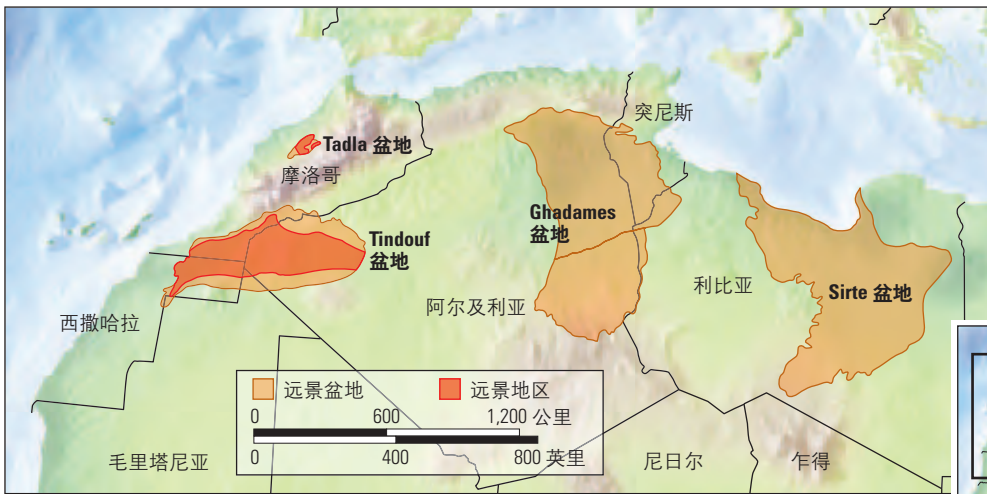 突尼斯
Tadla 盆地
摩洛哥
Ghadames
盆地
Tindouf
盆地
利比亚
Sirte 盆地
阿尔及利亚
西撒哈拉
远景盆地 远景地区
0 600 1,200 公里
0 400 800 英里
毛里塔尼亚
尼日尔
乍得